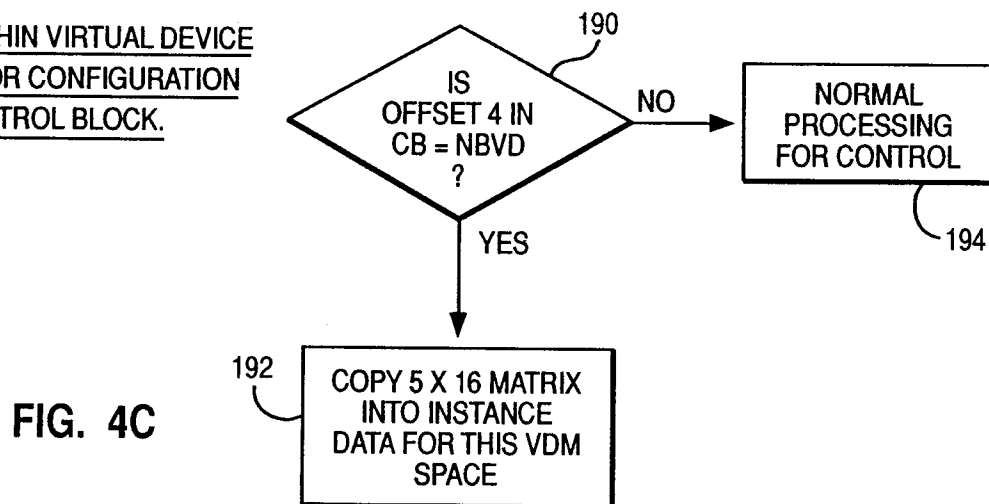 HIN VIRTUAL DEVICE
OR CONFIGURATION
TROL BLOCK.
190
IS
OFFSET 4 IN
CB = NBVD
?
NO
NORMAL
PROCESSING
FOR CONTROL
194
YES
192
COPY 5 X 16 MATRIX
INTO INSTANCE
DATA FOR THIS VDM
SPACE
FIG. 4C